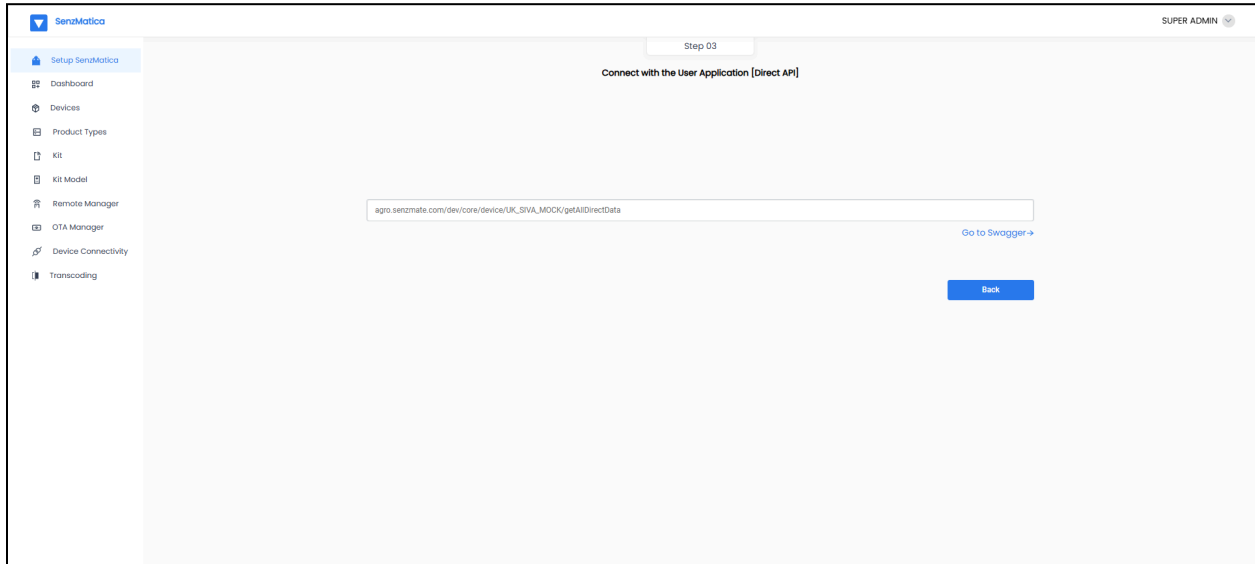 SenzMatica
SUPER ADMIN
Setup SenzMatica
Dashboard
Devices
Product Types
Kit
Kit Model
Remote Manager
OTA Manager
Device Connectivity
Transcoding
Step 03
Connect with the User Application [Direct API]
agro.senzmate.com/dev/core/device/UK_SIVA_MOCK/getAllDirectData
Go to Swagger→
Back